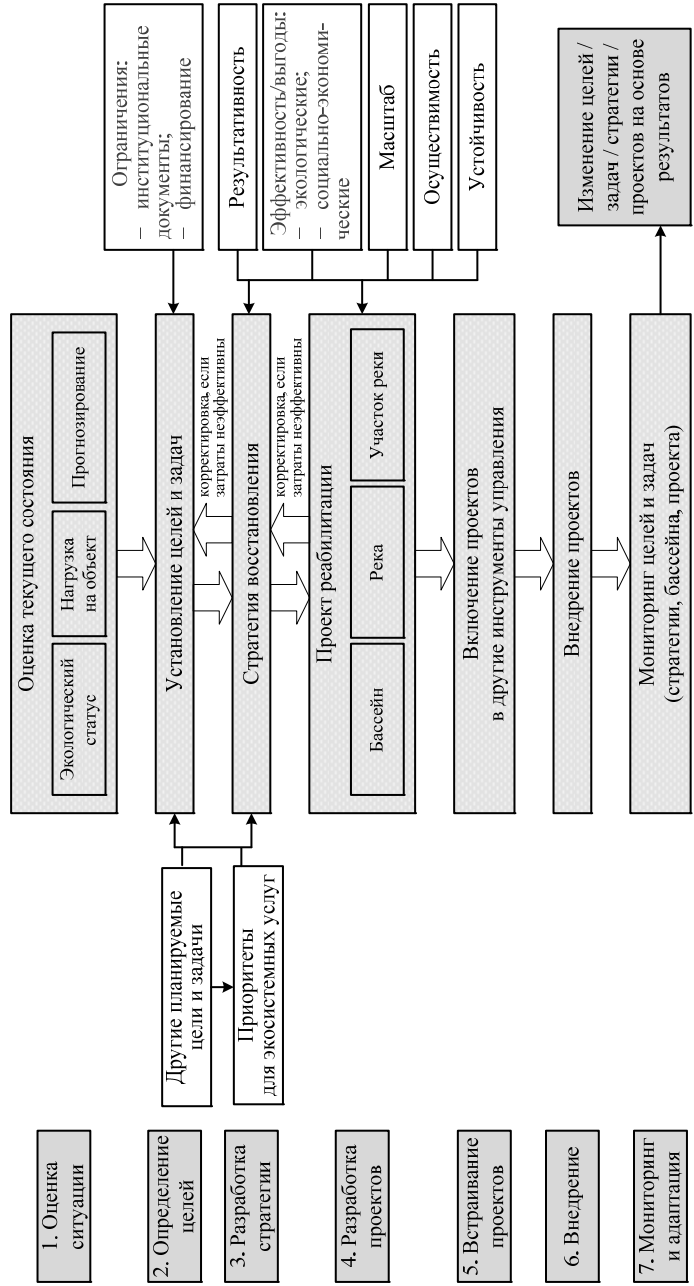 1. Оценка
ситуации
2. Определение
целей
3. Разработка
стратегии
4. Разработка
проектов
5. Встраивание
проектов
6. Внедрение
7. Мониторинг
и адаптация
Другие планируемые
цели и задачи
Приоритеты
для экосистемных услуг
Оценка текущего состояния
Экологический
статус
Нагрузка
на объект
Прогнозирование
Установление целей и задач
корректировка, если
затраты неэффективны
Стратегия восстановления
корректировка, если
затраты неэффективны
Проект реабилитации
Бассейн
Река
Участок реки
Включение проектов
в другие инструменты управления
Внедрение проектов
Мониторинг целей и задач
(стратегии, бассейна, проекта)
Ограничения:
– институциональные
документы;
– финансирование
Результативность
Эффективность/выгоды:
– экологические;
– социально-экономи-
ческие
Масштаб
Осуществимость
Устойчивость
Изменение целей /
задач / стратегии /
проектов на основе
результатов